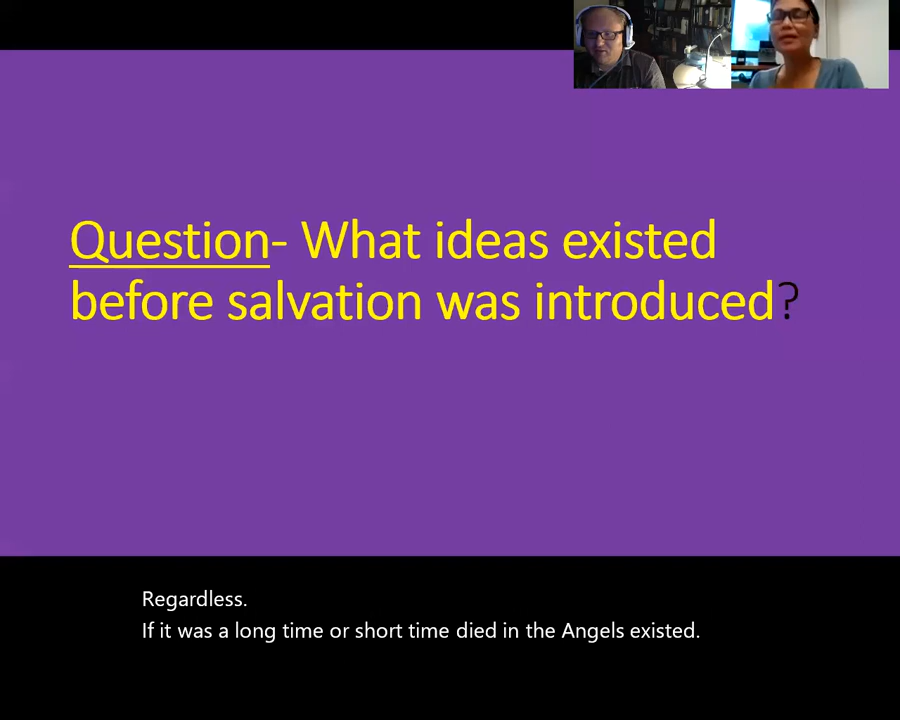 Question- What ideas existed
before salvation was introduced?
Regardless.
If it was a long time or short time died in the Angels existed.